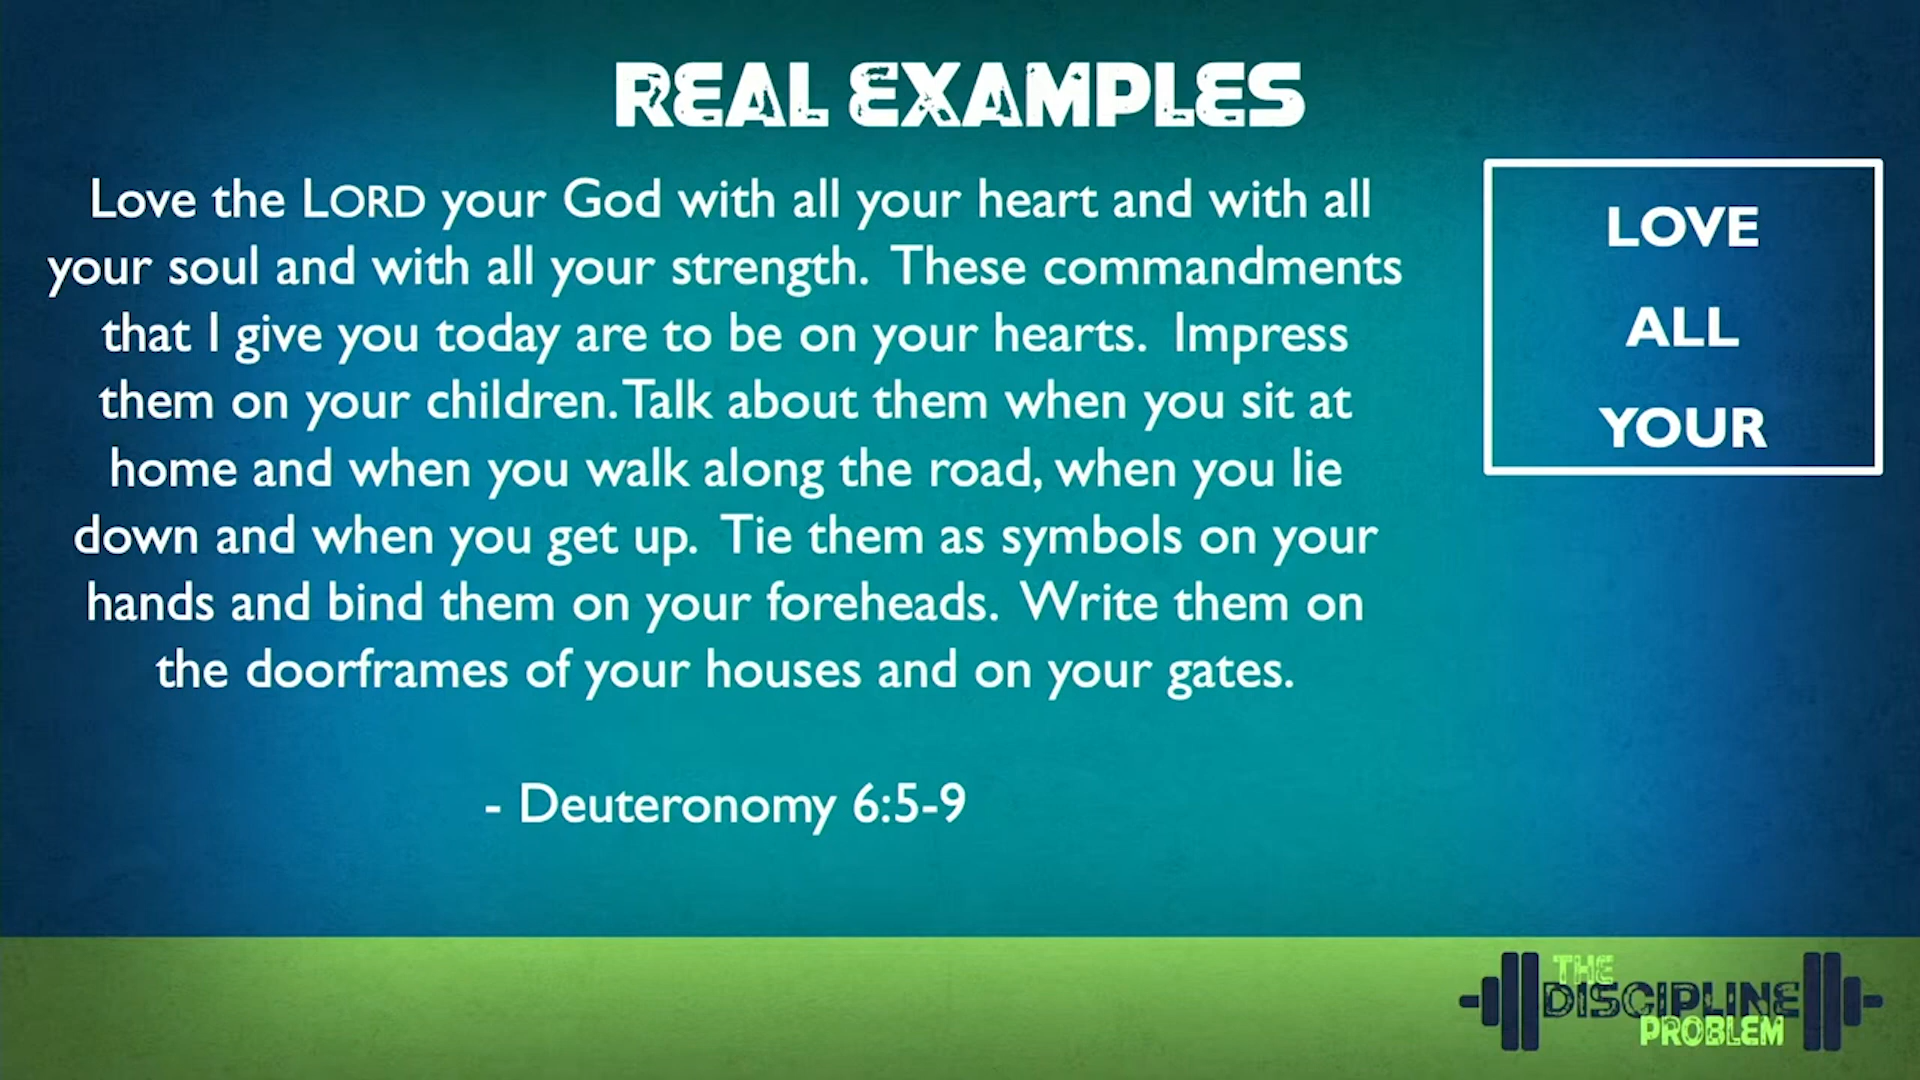 REAL EXAMPLES
Love the LORD your God with all your heart and with all
your soul and with all your strength. These commandments
that I give you today are to be on your hearts. Impress
them on your children. Talk about them when you sit at
home and when you walk along the road, when you lie
down and when you get up. Tie them as symbols on your
hands and bind them on your foreheads. Write them on
the doorframes of your houses and on your gates.
- Deuteronomy 6:5-9
LOVE
ALL
YOUR
THE
DISCIPLINE
PROBLEM